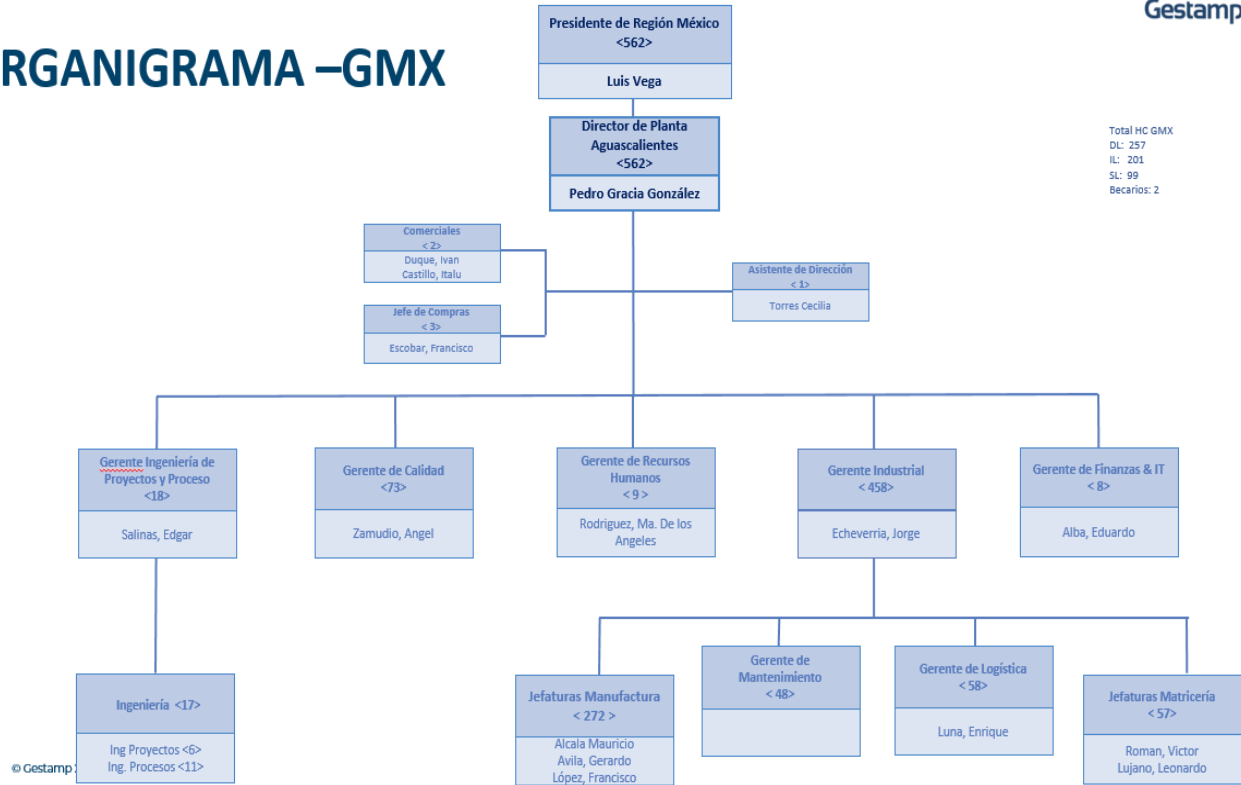 Gestamp
RGANIGRAMA –GMX
Presidente de Región México
<562>
Luis Vega
Director de Planta
Aguascalientes
<562>
Pedro Gracia González
Total HC GMX
DL: 257
IL: 201
SL: 99
Becarios: 2
Comerciales
< 2>
Duque, Ivan
Castillo, Italu
Asistente de Dirección
< 1>
Torres Cecilia
Jefe de Compras
< 3>
Escobar, Francisco
Gerente Ingeniería de
Proyectos y Proceso
<18>
Salinas, Edgar
Gerente de Calidad
<73>
Zamudio, Angel
Gerente de Recursos
Humanos
< 9 >
Rodriguez, Ma. De los
Angeles
Gerente Industrial
< 458>
Echeverria, Jorge
Gerente de Finanzas & IT
< 8>
Alba, Eduardo
Ingeniería <17>
Ing Proyectos <6>
Ing. Procesos <11>
Jefaturas Manufactura
< 272 >
Alcala Mauricio
Avila, Gerardo
López, Francisco
Gerente de
Mantenimiento
< 48>
Gerente de Logística
< 58>
Luna, Enrique
Jefaturas Matricería
< 57>
Roman, Victor
Lujano, Leonardo
© Gestamp